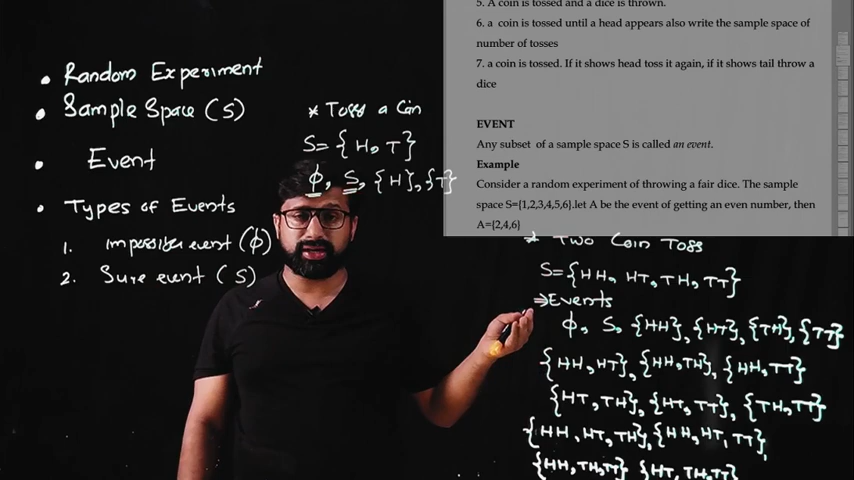 • Random Experiment
• Sample Space (S)
• Event
• Types of Events
1. Impossible event (ϕ)
2. Sure event (S)
* Toss a Coin
S = {H, T}
ϕ, S, {H}, {T}
5. A coin is tossed and a dice is thrown.
6. a coin is tossed until a head appears also write the sample space of
number of tosses
7. a coin is tossed. If it shows head toss it again, if it shows tail throw a
dice
EVENT
Any subset of a sample space S is called an event.
Example
Consider a random experiment of throwing a fair dice. The sample
space S={1,2,3,4,5,6}.let A be the event of getting an even number, then
A={2,4,6}
* Two Coin Toss
S = {HH, HT, TH, TT}
⇒ Events
ϕ, S, {HH}, {HT}, {TH}, {TT}
{HH, HT}, {HH, TH}, {HH, TT}
{HT, TH}, {HT, TT}, {TH, TT}
{HH, HT, TH}, {HH, HT, TT},
{HH, TH, TT} {HT, TH, TT}